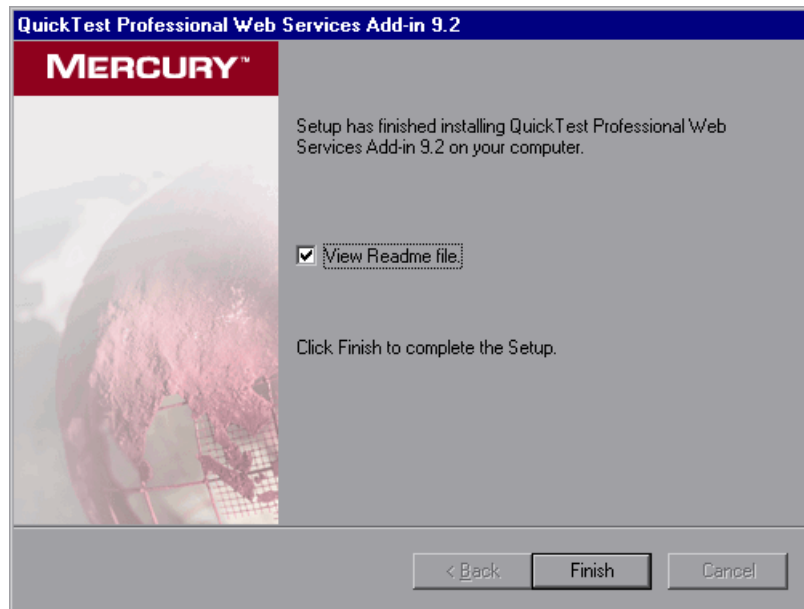 QuickTest Professional Web Services Add-in 9.2
MERCURY™
Setup has finished installing QuickTest Professional Web
Services Add-in 9.2 on your computer.
View Readme file.
Click Finish to complete the Setup.
< Back
Finish
Cancel